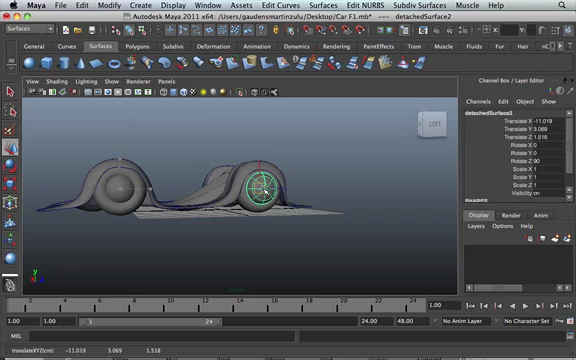 Maya File Edit Modify Create Display Window Assets Edit Curves Surfaces Edit NURBS Subdiv Surfaces Muscle Help
Autodesk Maya 2011 x64: /Users/gaudensmartinzulu/Desktop/Car F1.mb* --- detachedSurface2
Surfaces
General Curves Surfaces Polygons Subdivs Deformation Animation Dynamics Rendering PaintEffects Toon Muscle Fluids Fur
View Shading Lighting Show Renderer Panels
Channel Box / Layer Editor
Channels Edit Object Show
detachedSurface2
Translate X -11.019
Translate Y 3.069
Translate Z 1.518
Rotate X 0
Rotate Y 0
Rotate Z 90
Scale X 1
Scale Y 1
Scale Z 1
Visibility on
SHAPES
LEFT
Display Render Anim
Layers Options Help
y
2 4 6 8 10 12 14 16 18 20 22 24
1.00
1.00 1.00 1 24 24.00 48.00 No Anim Layer No Character Set
MEL
translateXYZ(cm): -11.019 3.069 1.518